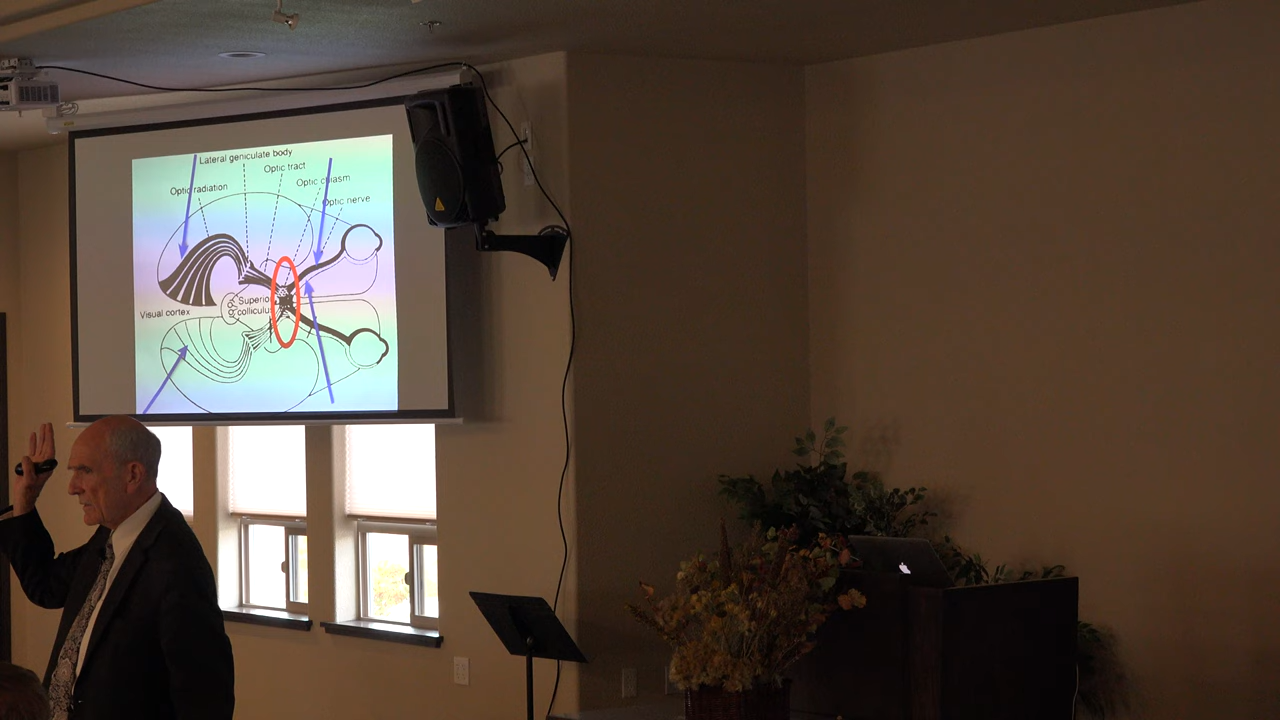 Lateral geniculate body
Optic tract
Optic chiasm
Optic radiation
Optic nerve
Superior
colliculus
Visual cortex